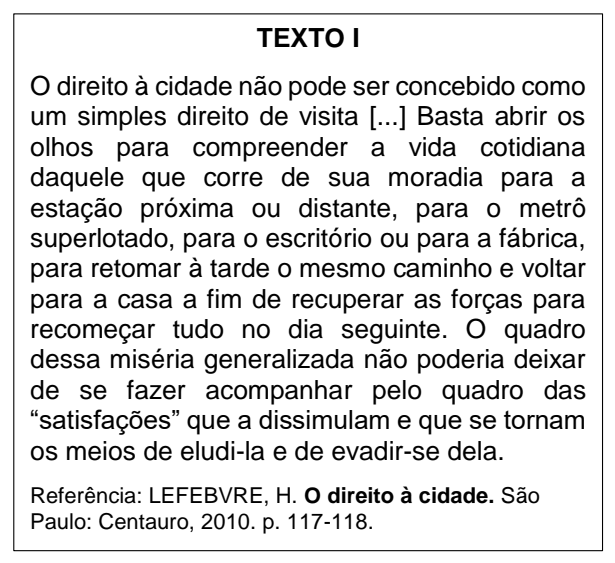 TEXTO I
O direito à cidade não pode ser concebido como
um simples direito de visita [...] Basta abrir os
olhos para compreender a vida cotidiana
daquele que corre de sua moradia para a
estação próxima ou distante, para o metrô
superlotado, para o escritório ou para a fábrica,
para retomar à tarde o mesmo caminho e voltar
para a casa a fim de recuperar as forças para
recomeçar tudo no dia seguinte. O quadro
dessa miséria generalizada não poderia deixar
de se fazer acompanhar pelo quadro das
“satisfações” que a dissimulam e que se tornam
os meios de eludi-la e de evadir-se dela.
Referência: LEFEBVRE, H. O direito à cidade. São
Paulo: Centauro, 2010. p. 117-118.